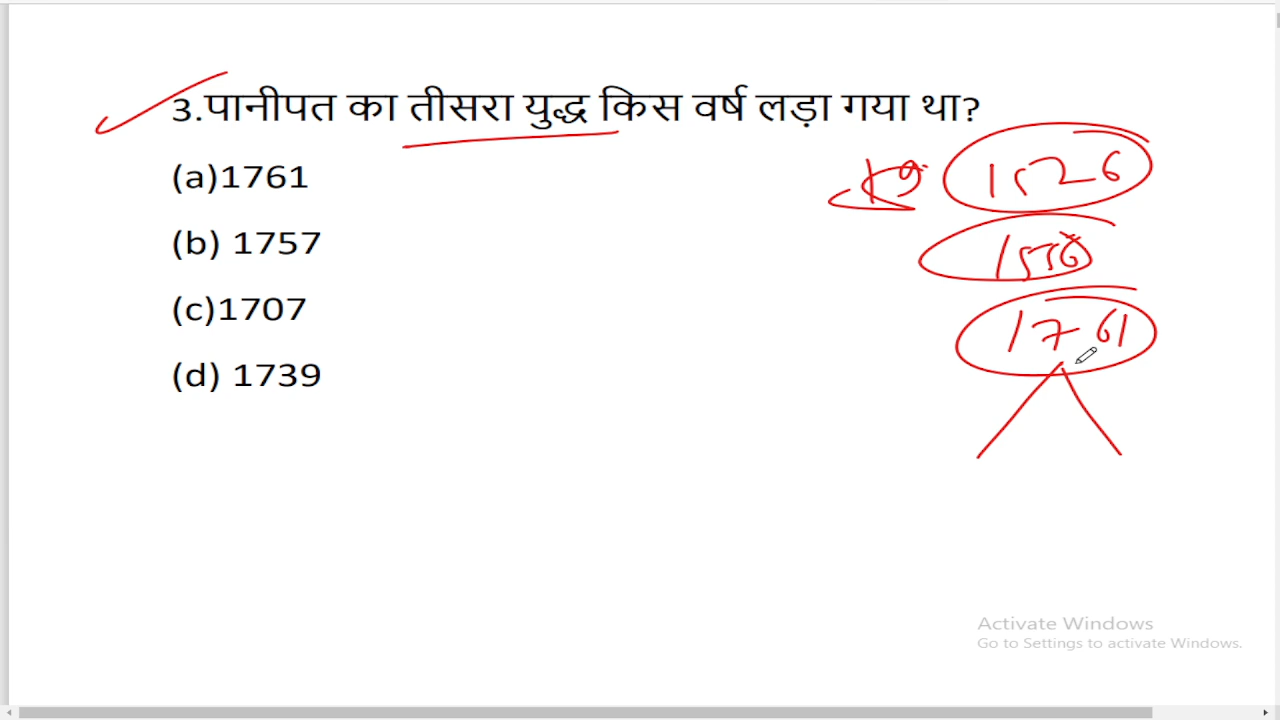 3.पानीपत का तीसरा युद्ध किस वर्ष लड़ा गया था?
(a)1761
(b) 1757
(c)1707
(d) 1739
1526
1556
1761
Activate Windows
Go to Settings to activate Windows.